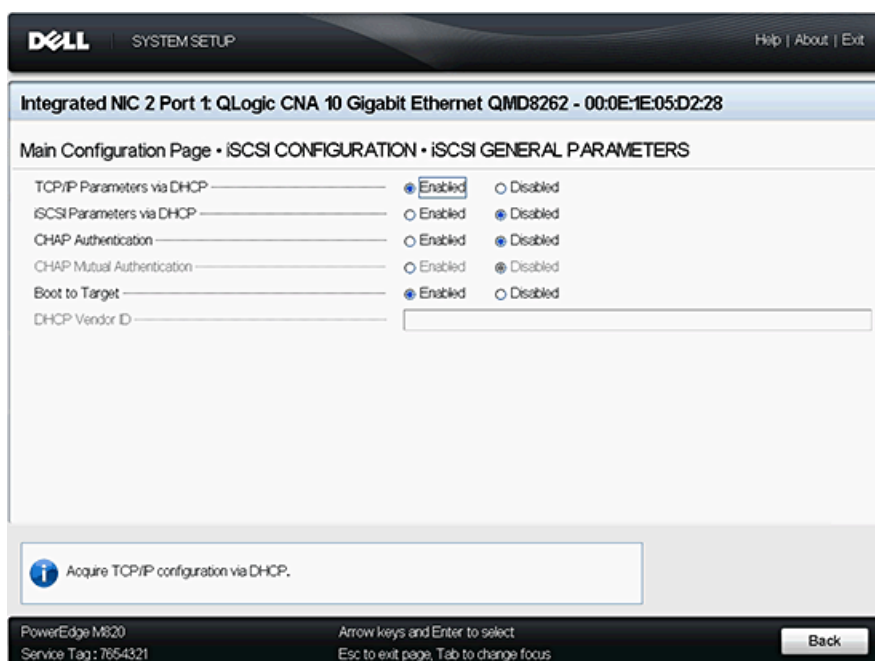 DELL SYSTEM SETUP Help | About | Exit
Integrated NIC 2 Port 1: QLogic CNA 10 Gigabit Ethernet QMD8262 - 00:0E:1E:05:D2:28
Main Configuration Page • iSCSI CONFIGURATION • iSCSI GENERAL PARAMETERS
TCP/IP Parameters via DHCP Enabled Disabled
iSCSI Parameters via DHCP Enabled Disabled
CHAP Authentication Enabled Disabled
CHAP Mutual Authentication Enabled Disabled
Boot to Target Enabled Disabled
DHCP Vendor ID
Acquire TCP/IP configuration via DHCP.
PowerEdge M820 Arrow keys and Enter to select
Service Tag : 7654321 Esc to exit page, Tab to change focus
Back